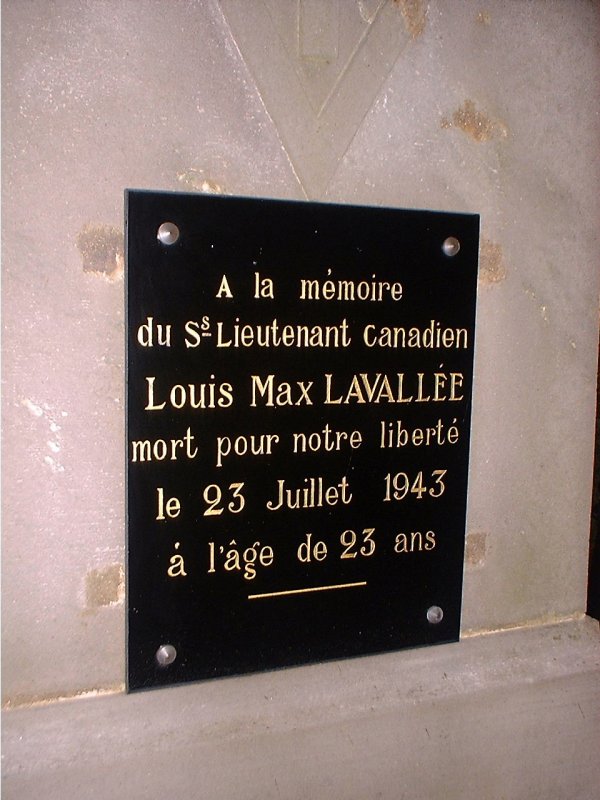 A la mémoire
du Ss Lieutenant Canadien
Louis Max LAVALLÉE
mort pour notre liberté
le 23 Juillet 1943
á l'âge de 23 ans